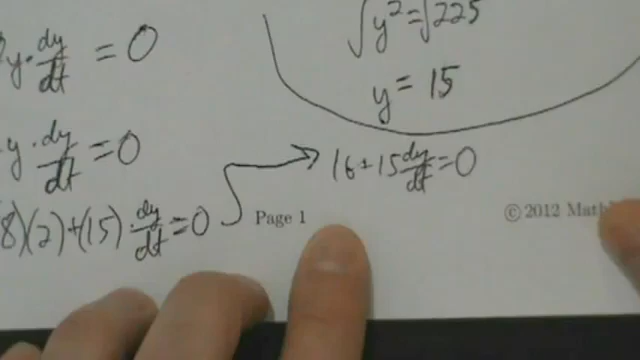 y · dy/dt = 0
y · dy/dt = 0
8)(2) + (15) dy/dt = 0
√y² = √225
y = 15
16 + 15 dy/dt = 0
Page 1
© 2012 Math